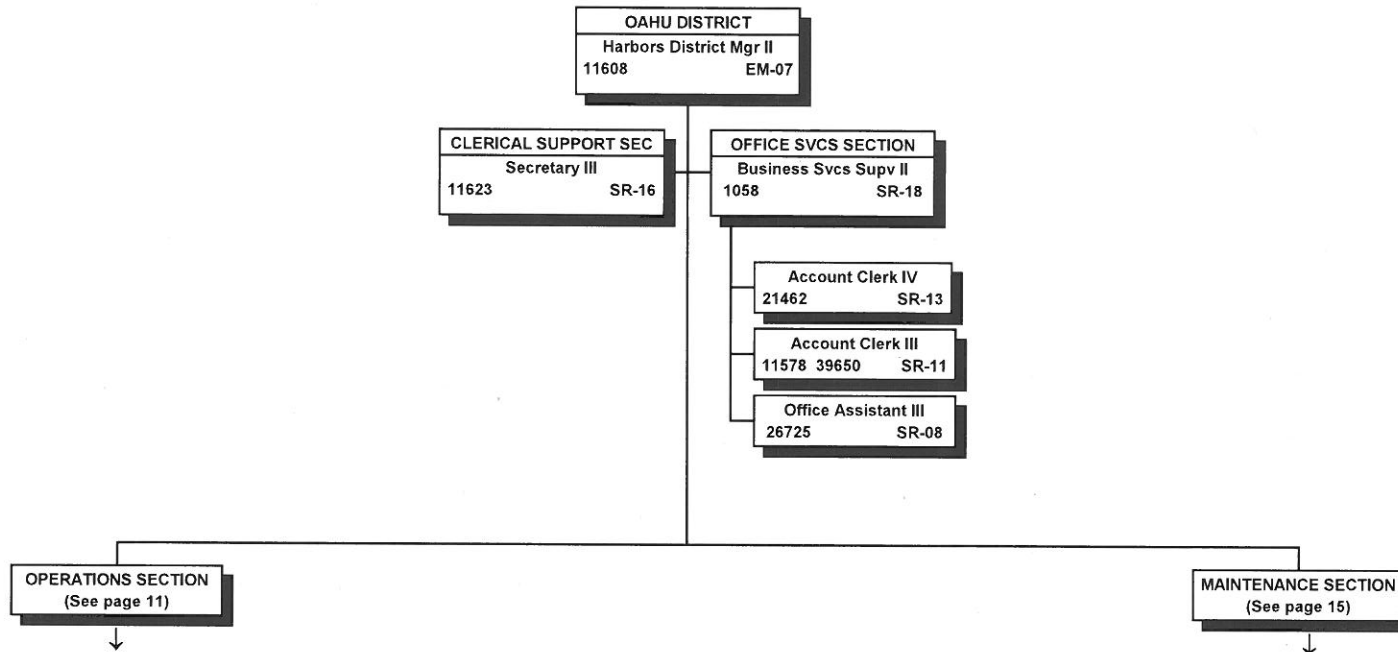 OAHU DISTRICT
Harbors District Mgr II
11608 EM-07
CLERICAL SUPPORT SEC
Secretary III
11623 SR-16
OFFICE SVCS SECTION
Business Svcs Supv II
1058 SR-18
Account Clerk IV
21462 SR-13
Account Clerk III
11578 39650 SR-11
Office Assistant III
26725 SR-08
OPERATIONS SECTION
(See page 11)
MAINTENANCE SECTION
(See page 15)